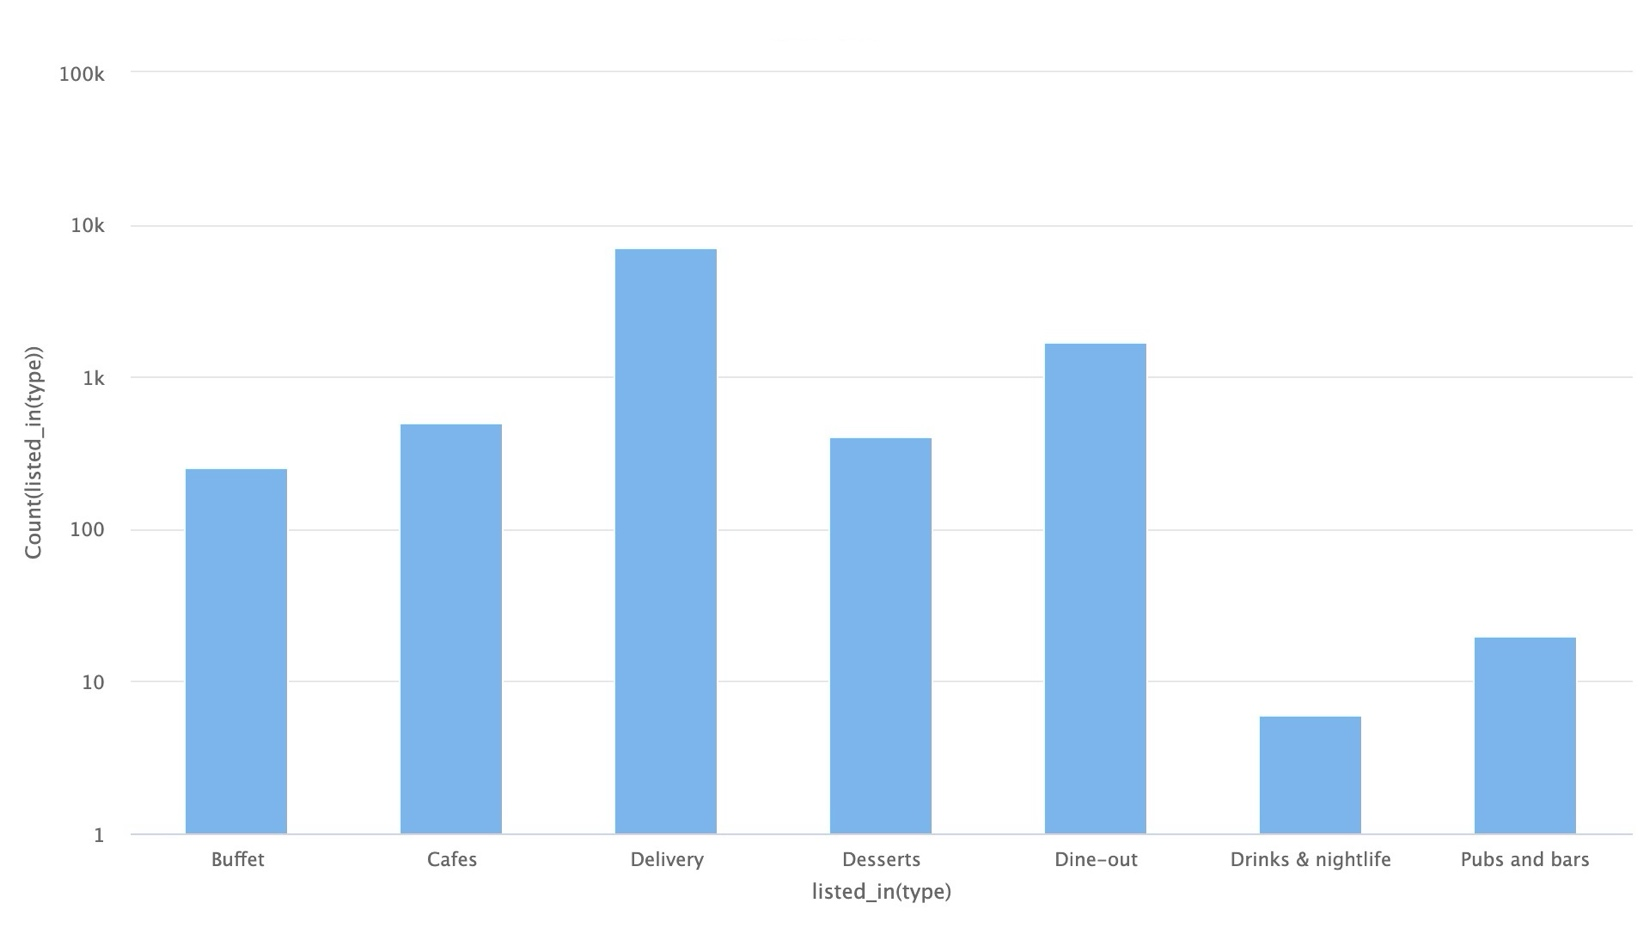 100k
10k
1k
100
10
1
Count(listed_in(type))
Buffet Cafes Delivery Desserts Dine-out Drinks & nightlife Pubs and bars
listed_in(type)